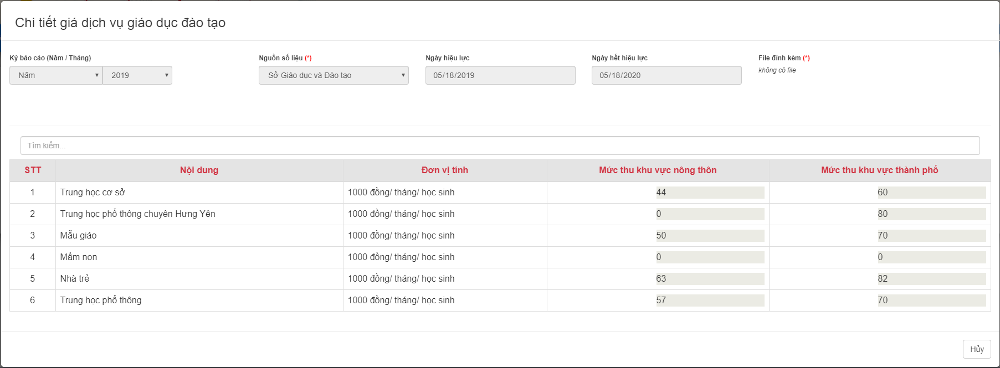 Chi tiết giá dịch vụ giáo dục đào tạo
Kỳ báo cáo (Năm / Tháng)
Năm
2019
Nguồn số liệu (*)
Sở Giáo dục và Đào tạo
Ngày hiệu lực
05/18/2019
Ngày hết hiệu lực
05/18/2020
File đính kèm (*)
không có file
Tìm kiếm...
STT Nội dung Đơn vị tính Mức thu khu vực nông thôn Mức thu khu vực thành phố
1 Trung học cơ sở 1000 đồng/ tháng/ học sinh 44 60
2 Trung học phổ thông chuyên Hưng Yên 1000 đồng/ tháng/ học sinh 0 80
3 Mẫu giáo 1000 đồng/ tháng/ học sinh 50 70
4 Mầm non 1000 đồng/ tháng/ học sinh 0 0
5 Nhà trẻ 1000 đồng/ tháng/ học sinh 63 82
6 Trung học phổ thông 1000 đồng/ tháng/ học sinh 57 70
Hủy